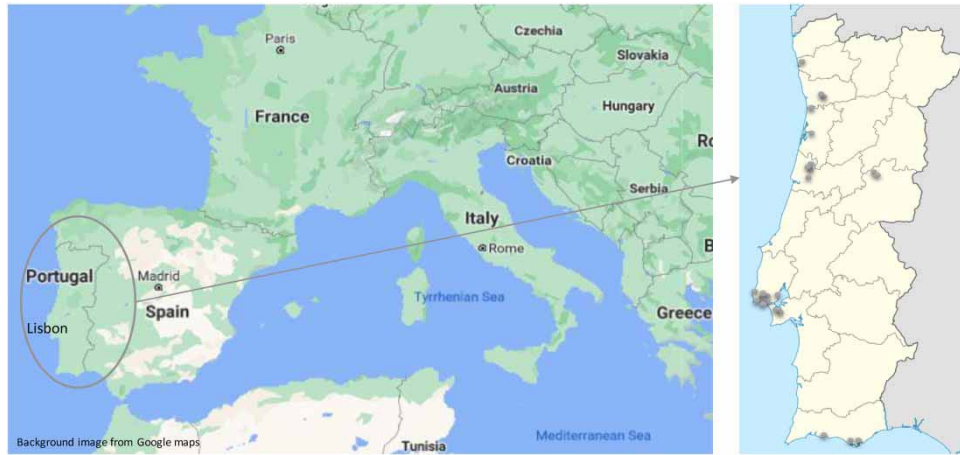 Paris
Czechia
Slovakia
Austria
Hungary
France
Ro
Croatia
Serbia
Italy
Rome
B
Portugal
Madrid
Spain
Tyrrhenian Sea
Greece
Lisbon
Background image from Google maps
Tunisia
Mediterranean Sea